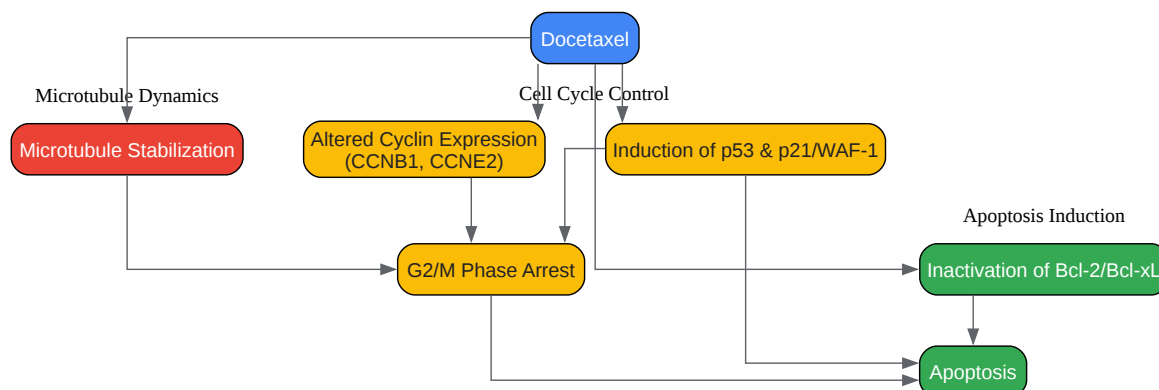 Docetaxel
Microtubule Dynamics
Cell Cycle Control
Microtubule Stabilization
Altered Cyclin Expression
(CCNB1, CCNE2)
Induction of p53 & p21/WAF-1
Apoptosis Induction
G2/M Phase Arrest
Inactivation of Bcl-2/Bcl-xL
Apoptosis